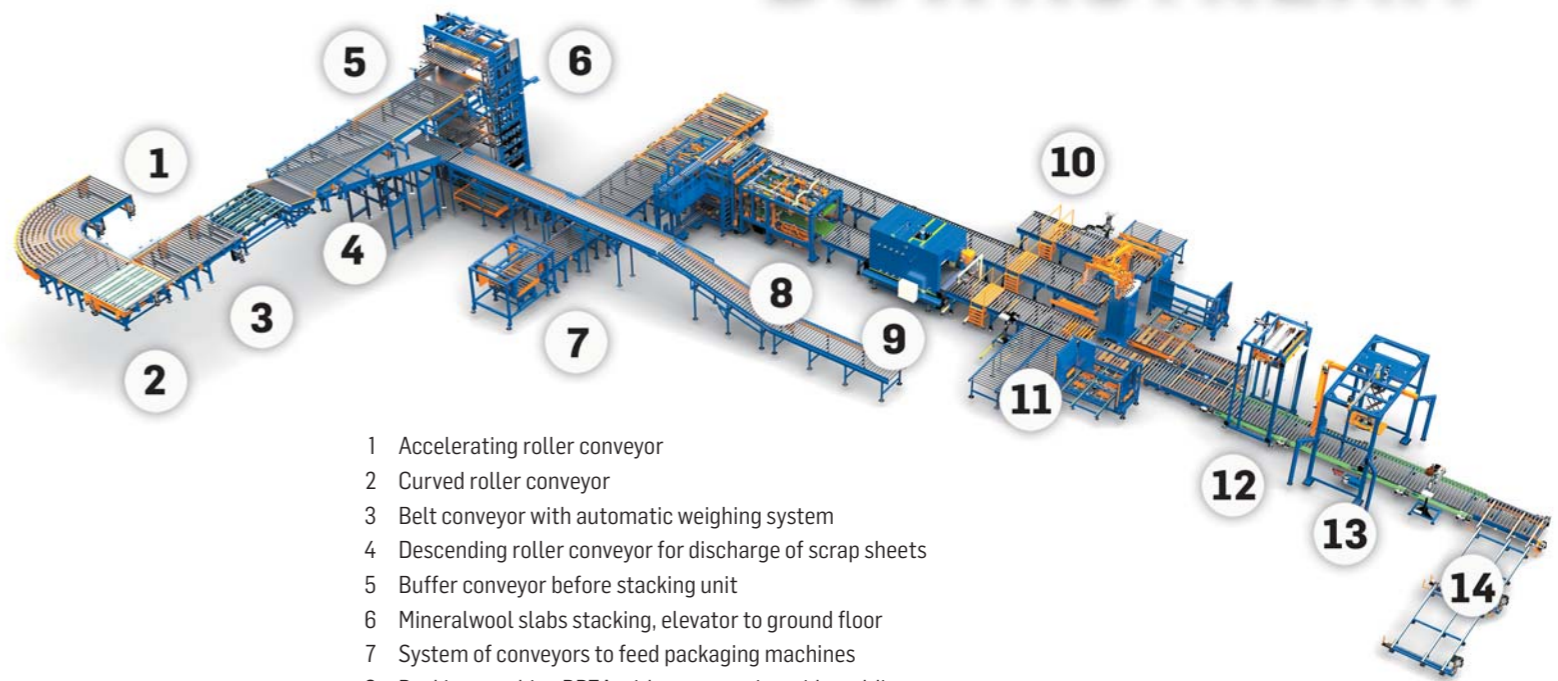 5
6
1
10
4
8
3
9
7
2
11
12
13
14
1 Accelerating roller conveyor
2 Curved roller conveyor
3 Belt conveyor with automatic weighing system
4 Descending roller conveyor for discharge of scrap sheets
5 Buffer conveyor before stacking unit
6 Mineralwool slabs stacking, elevator to ground floor
7 System of conveyors to feed packaging machines